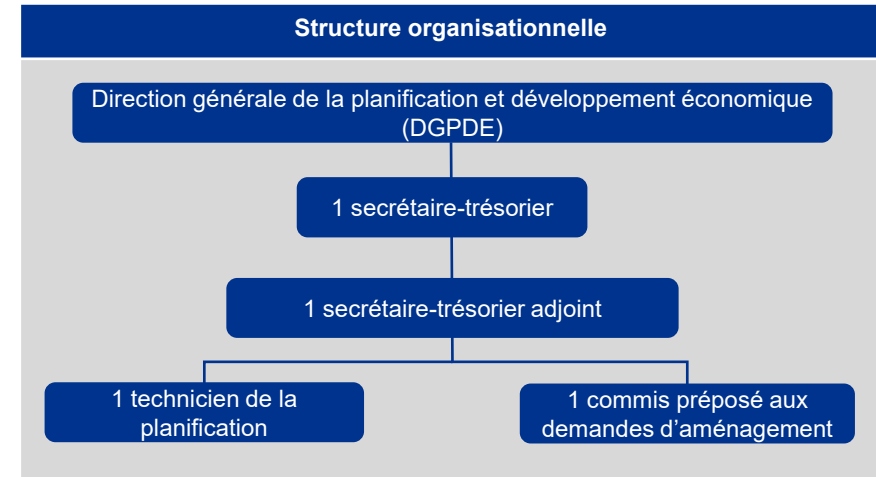 Structure organisationnelle
Direction générale de la planification et développement économique
(DGPDE)
1 secrétaire-trésorier
1 secrétaire-trésorier adjoint
1 technicien de la
planification
1 commis préposé aux
demandes d’aménagement